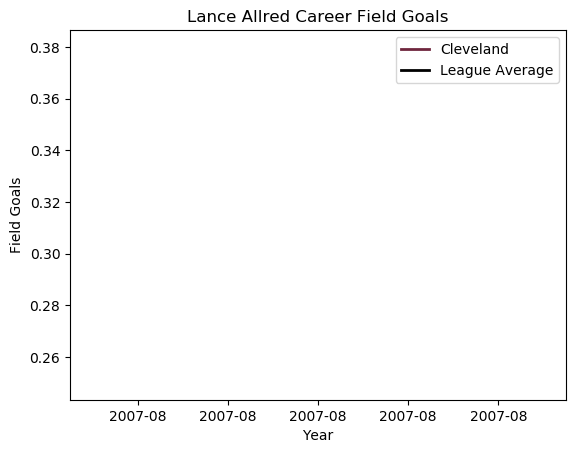 Lance Allred Career Field Goals
Cleveland
League Average
0.38
0.36
0.34
0.32
0.30
0.28
0.26
Field Goals
2007-08 2007-08 2007-08 2007-08 2007-08
Year